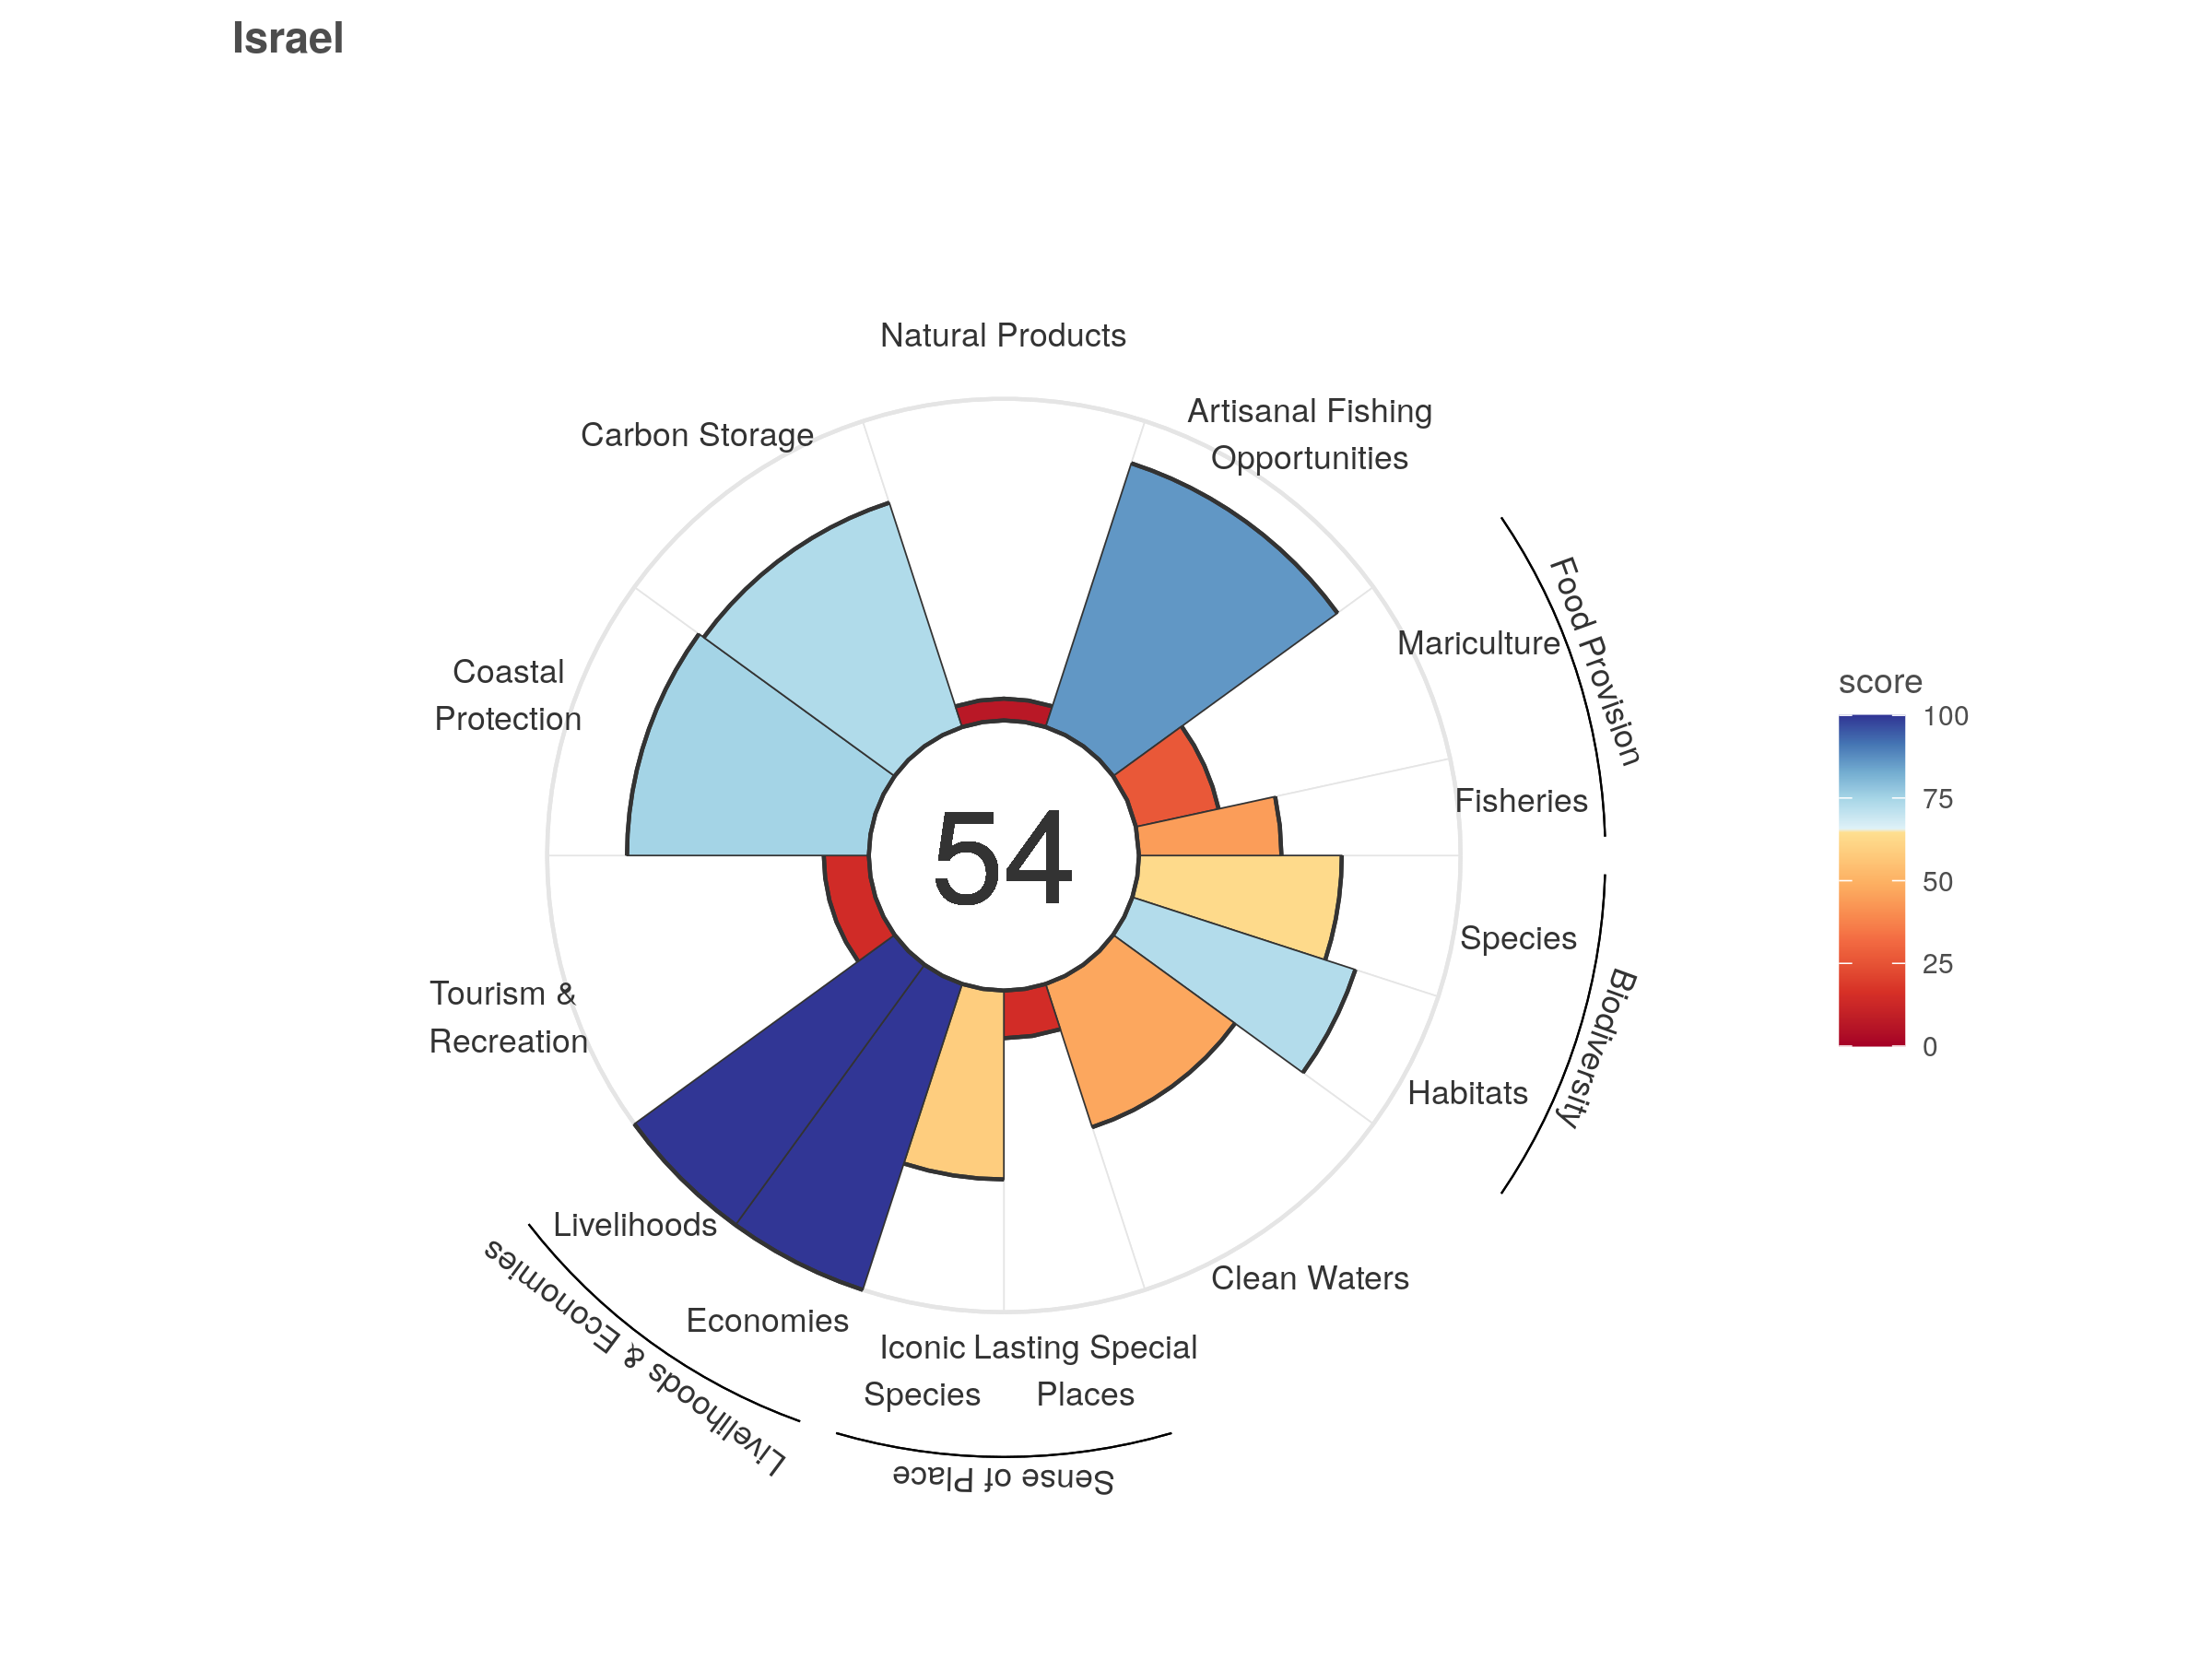 Israel
Natural Products
Artisanal Fishing
Opportunities
Carbon Storage
Food Provision
Mariculture
Coastal
Protection
Fisheries
54
Species
Biodiversity
Habitats
Tourism &
Recreation
Livelihoods
Economies
Livelihoods & Economies
Clean Waters
Iconic
Species
Lasting Special
Places
Sense of Place
score
100
75
50
25
0